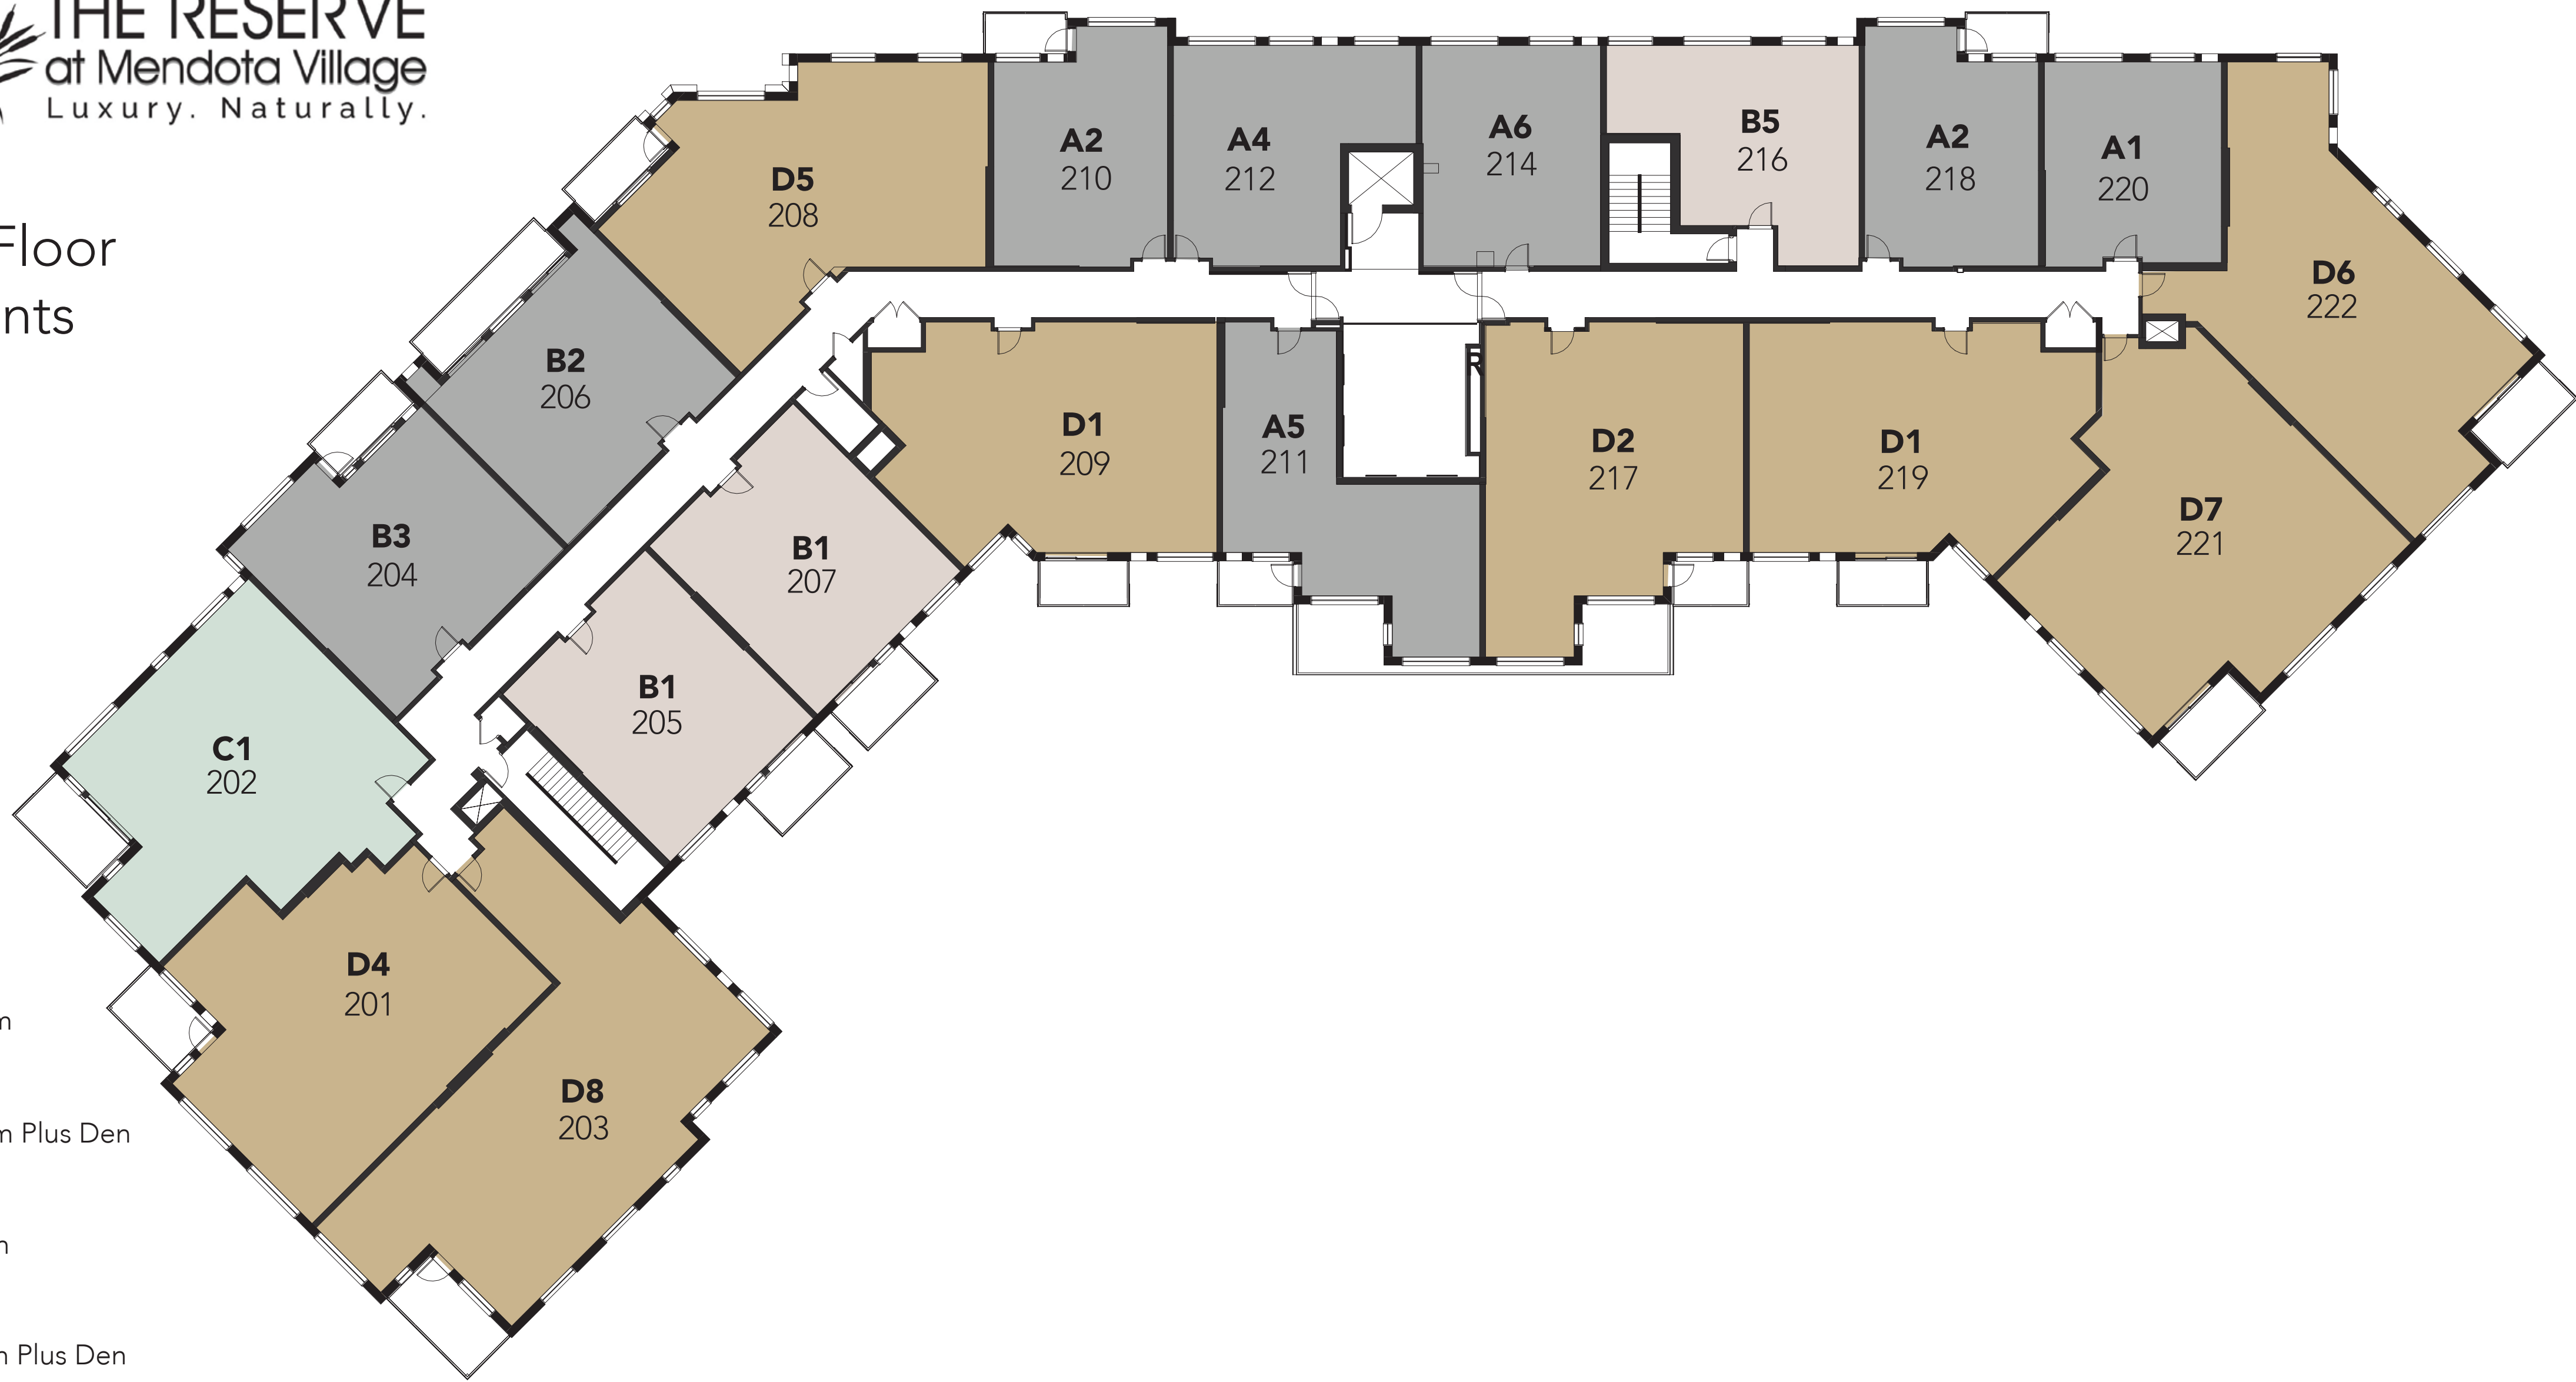 THE RESERVE
at Mendota Village
Luxury. Naturally.
Floor
nts
D5
208
A2
210
A4
212
A6
214
B5
216
A2
218
A1
220
D6
222
B2
206
B3
204
D1
209
A5
211
R
D2
217
D1
219
D7
221
B1
207
B1
205
C1
202
D4
201
D8
203
m Plus Den
n Plus Den